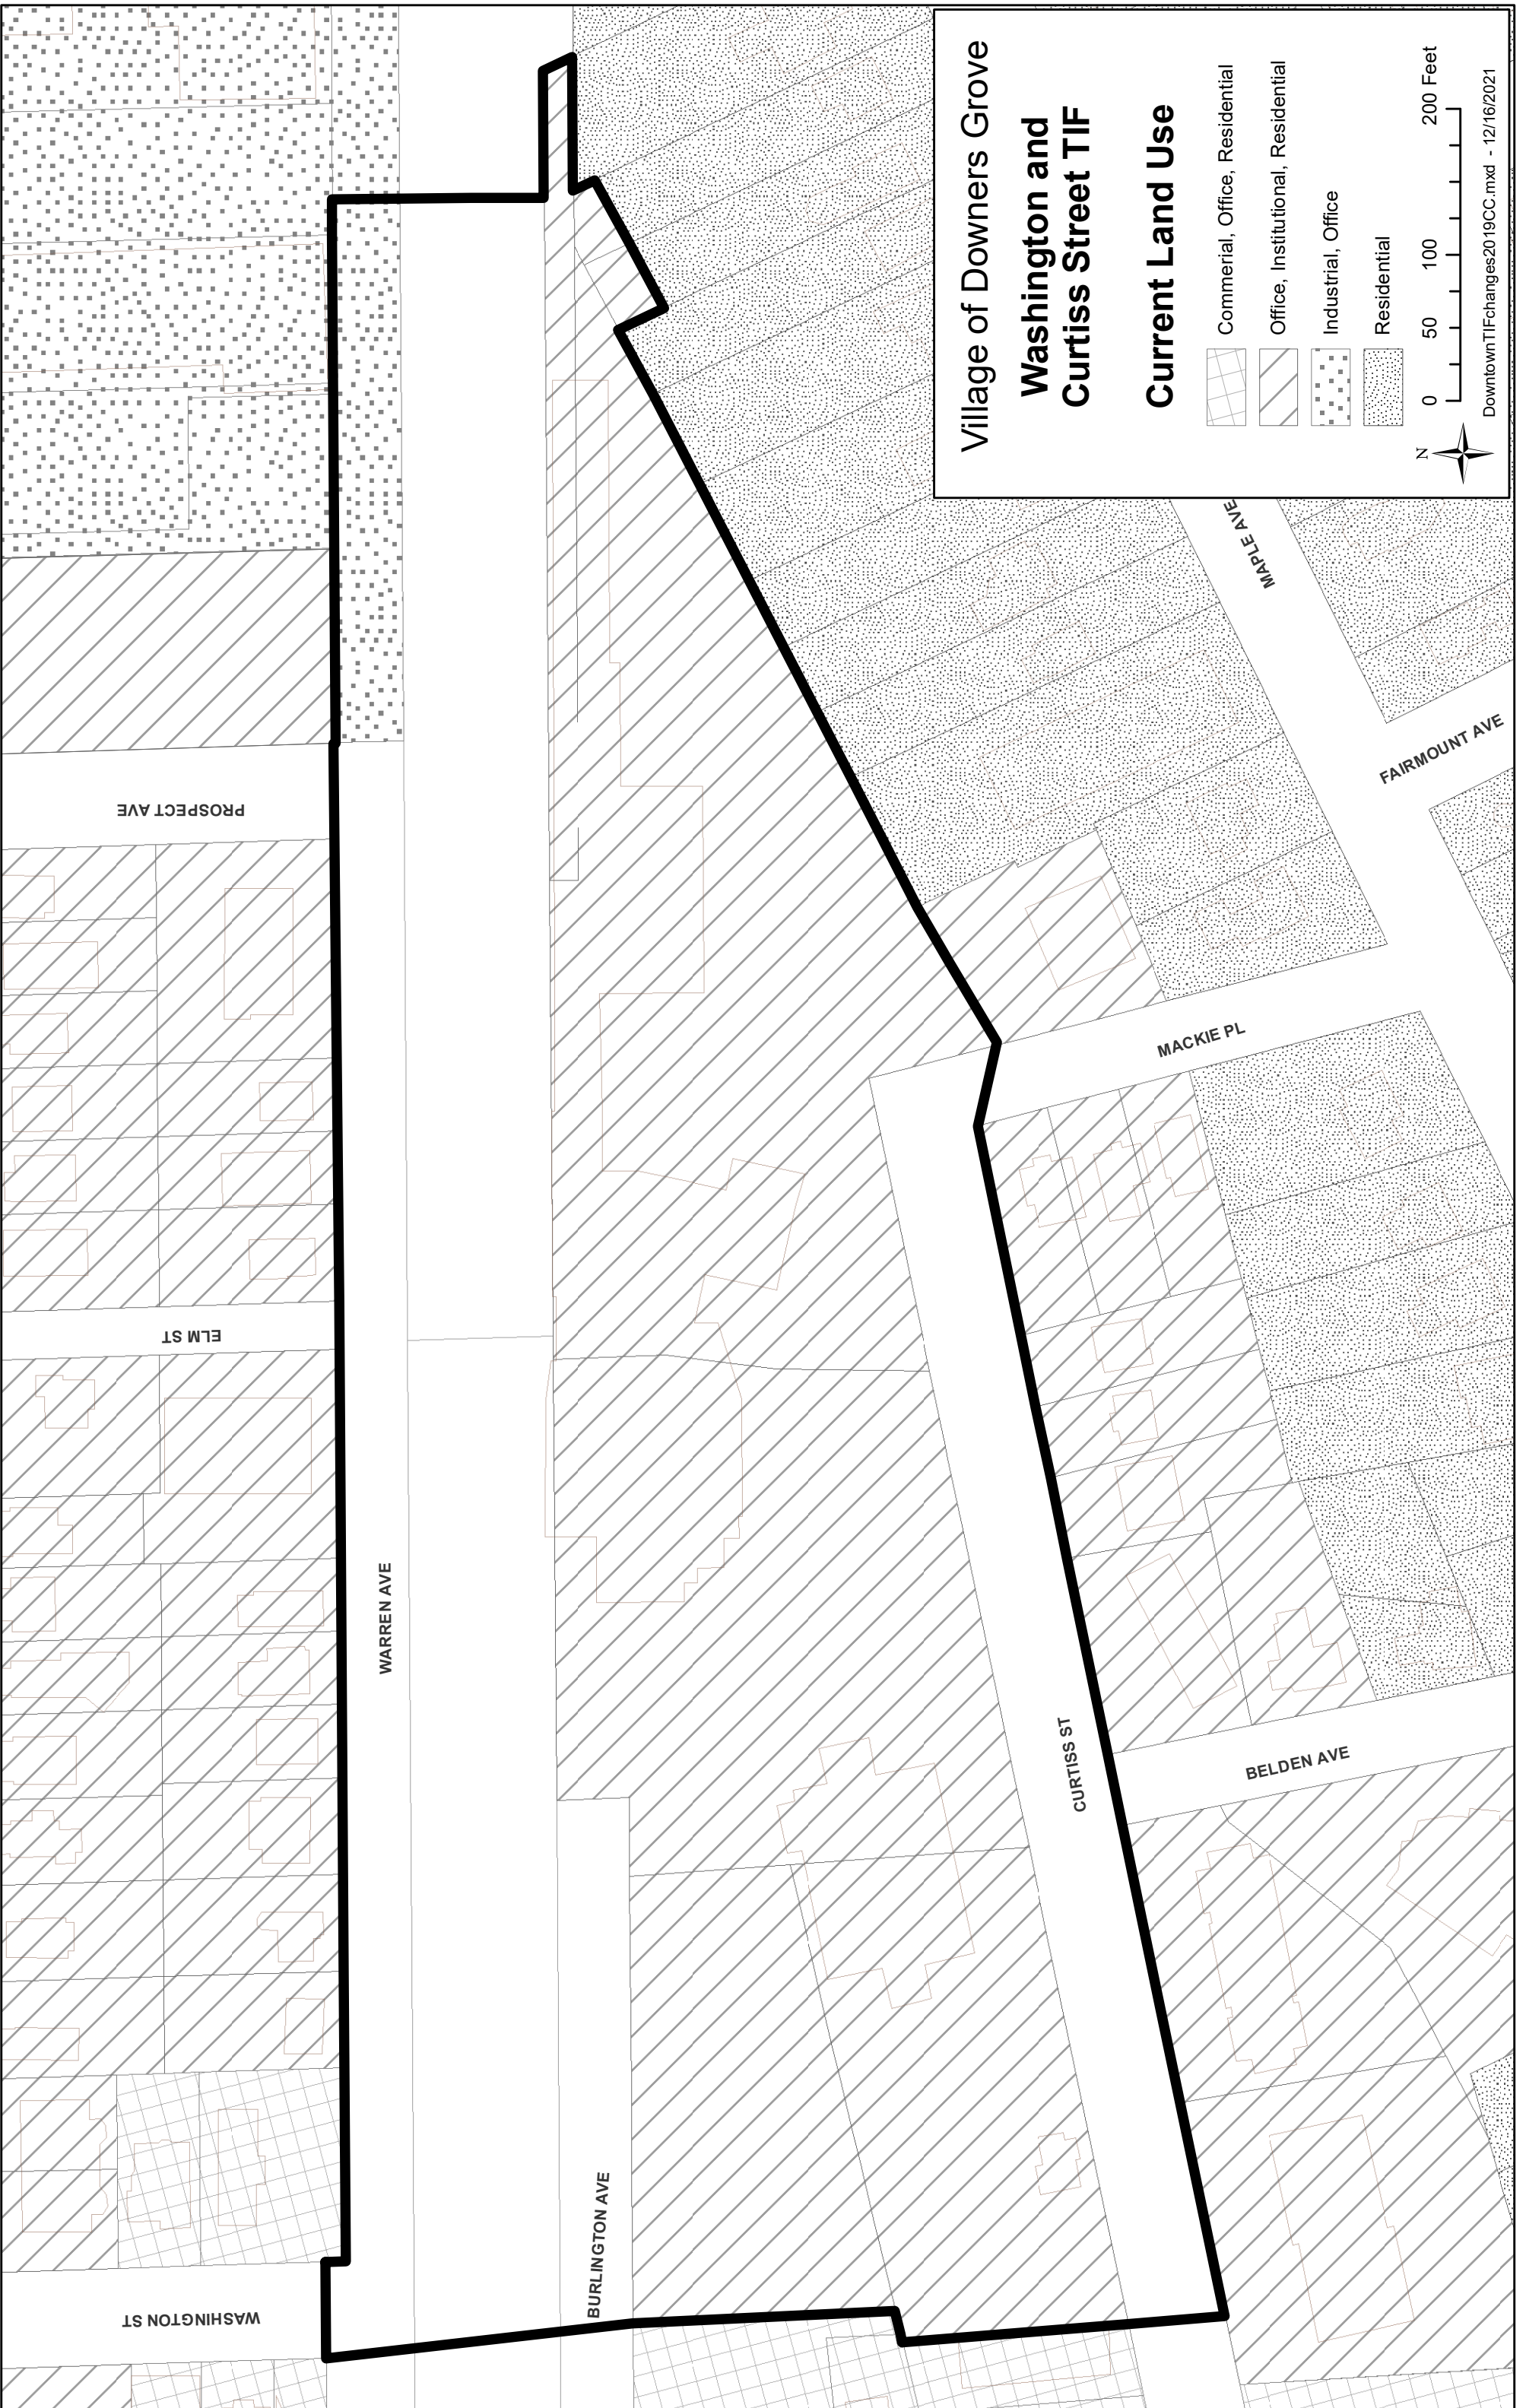 Village of Downers Grove
Washington and
Curtiss Street TIF
Current Land Use
Commerial, Office, Residential
Office, Institutional, Residential
Industrial, Office
Residential
N
0 50 100 200 Feet
DowntownTIFchanges2019CC.mxd - 12/16/2021
WASHINGTON ST
ELM ST
PROSPECT AVE
WARREN AVE
BURLINGTON AVE
CURTISS ST
BELDEN AVE
MACKIE PL
MAPLE AVE
FAIRMOUNT AVE